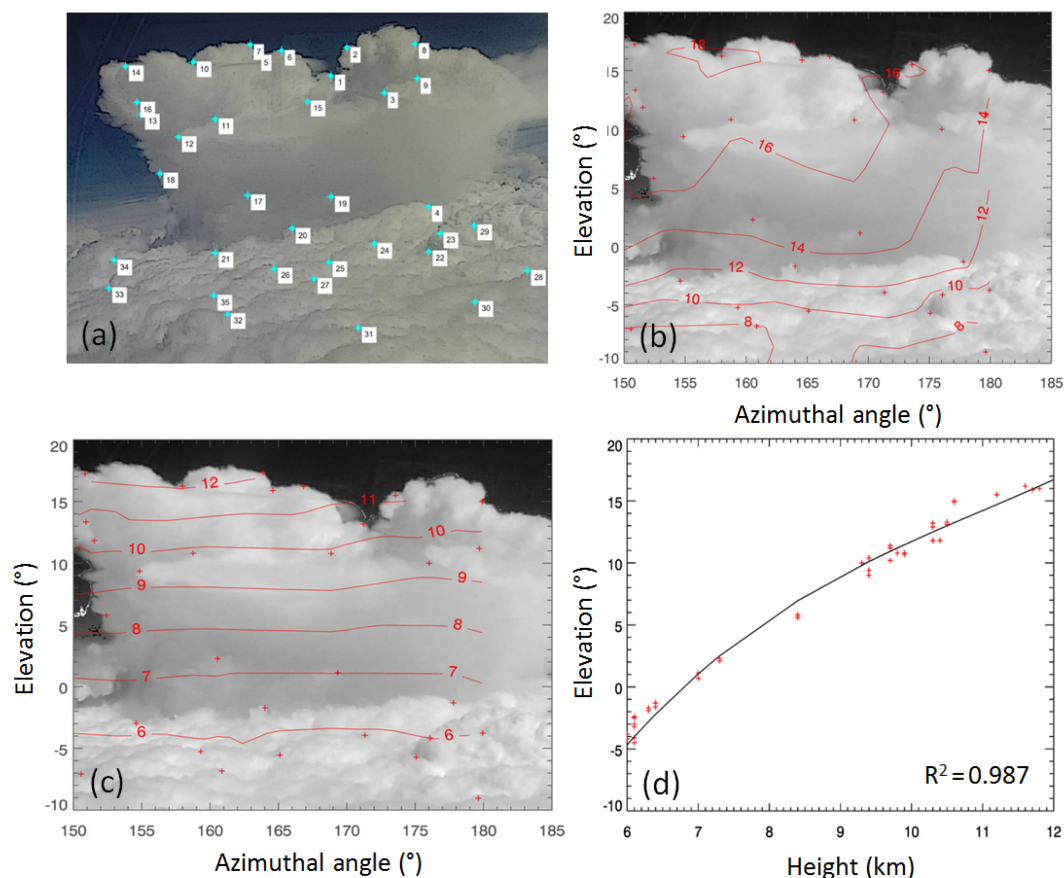 7 5 6 2 8
10
14 1 9
3
16 15
13 11
12
18
17 19
4
20 23 29
24
21 22
34 25
26 28
27
33 35 30
32
31
(a)
20
15
10
5
0
-5
-10
Elevation (°)
18
16
14
16
12
14
12
10
10
8
8
(b)
150 155 160 165 170 175 180 185
Azimuthal angle (°)
20
15
10
5
0
-5
-10
Elevation (°)
12 11
10 10
9 9
8 8
7 7
6 6
(c)
150 155 160 165 170 175 180 185
Azimuthal angle (°)
20
15
10
5
0
-5
-10
Elevation (°)
(d)
R² = 0.987
6 7 8 9 10 11 12
Height (km)